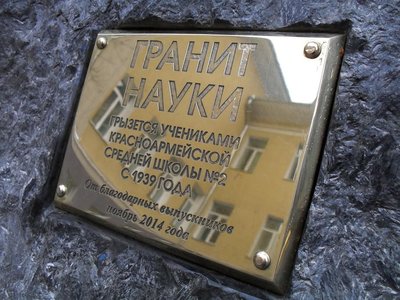 ГРАНИТ
НАУКИ
ГРЫЗЕТСЯ УЧЕНИКАМИ
КРАСНОАРМЕЙСКОЙ
СРЕДНЕЙ ШКОЛЫ №2
С 1939 ГОДА
От благодарных выпускников
ноябрь 2014 года